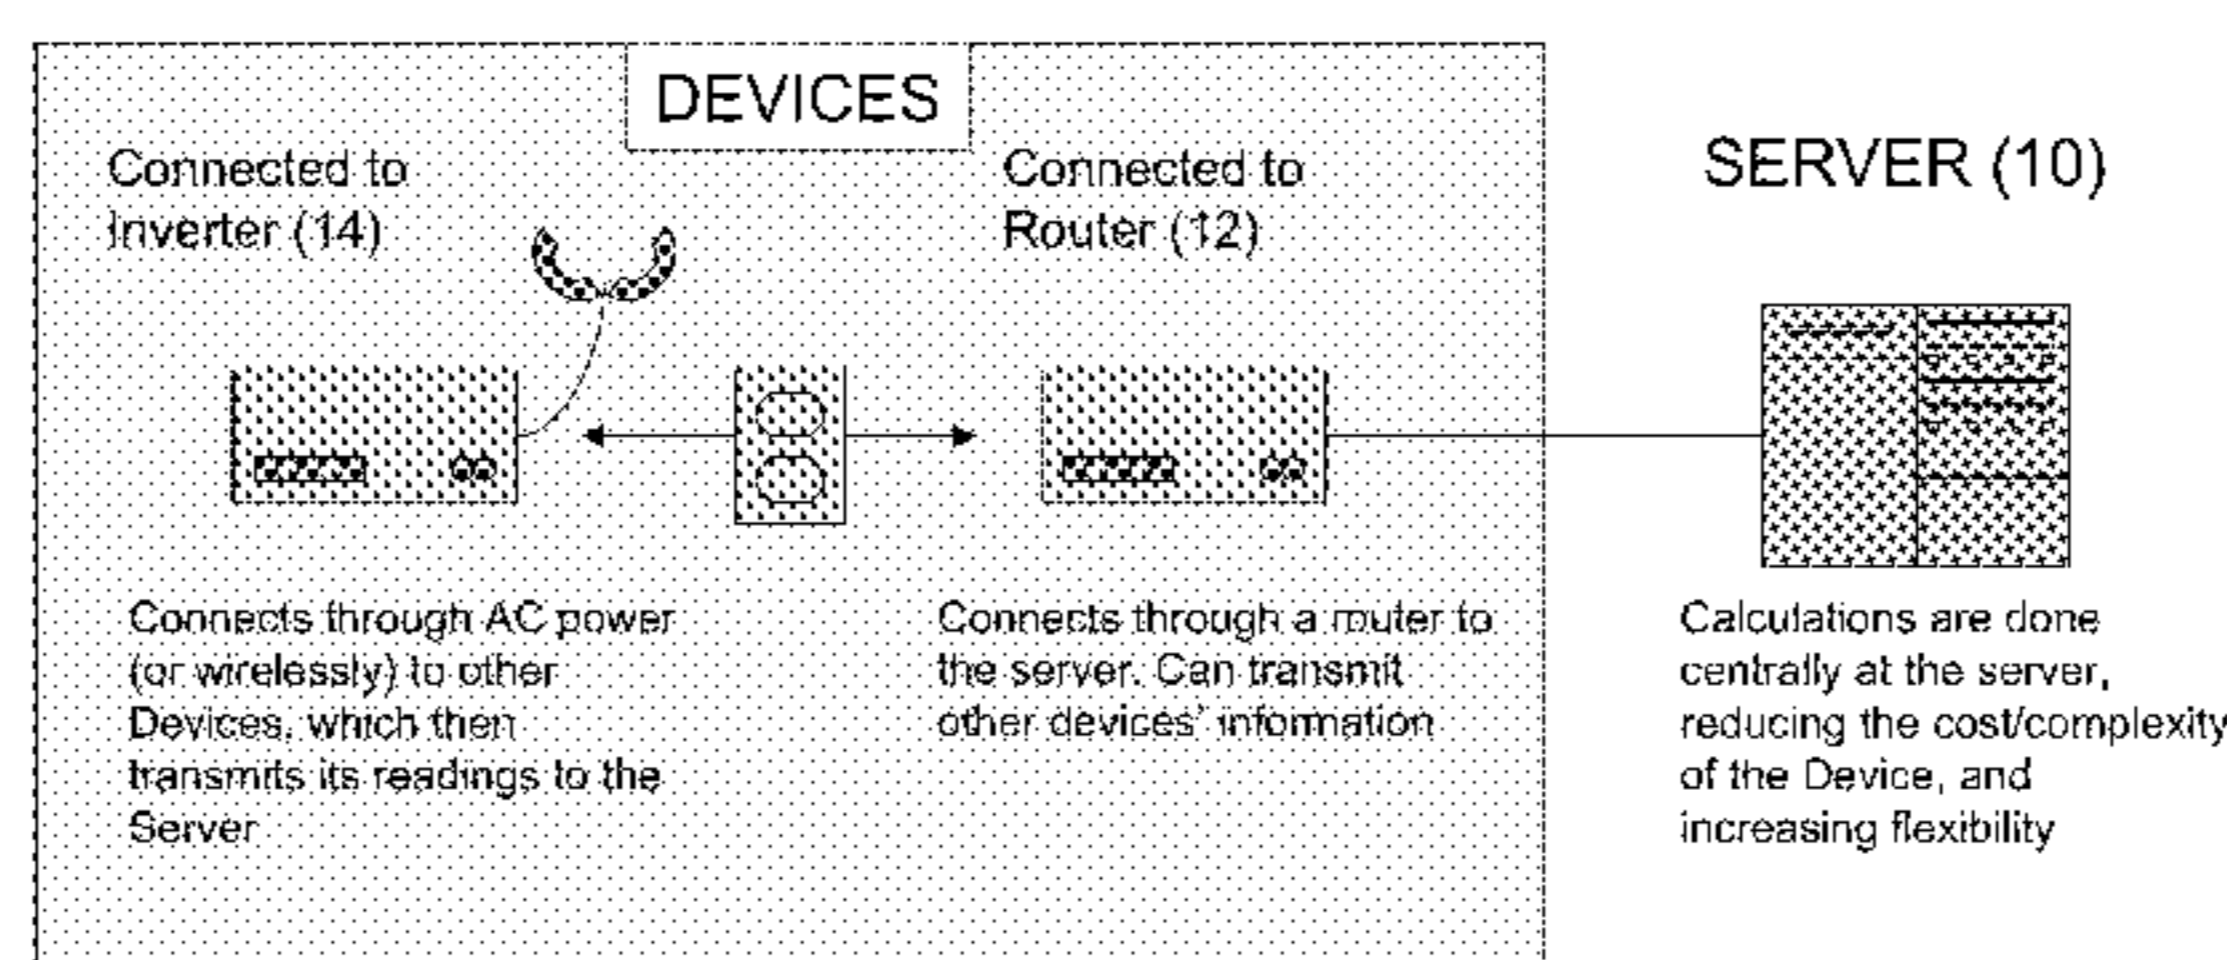 DEVICES
Connected to
Inverter (14)
Connected to
Router (12)
SERVER (10)
Connects through AC power
(or wirelessly) to other
Devices, which then
transmits its readings to the
Server
Connects through a router to
the server. Can transmit
other devices' information
Calculations are done
centrally at the server,
reducing the cost/complexity
of the Device, and
increasing flexibility